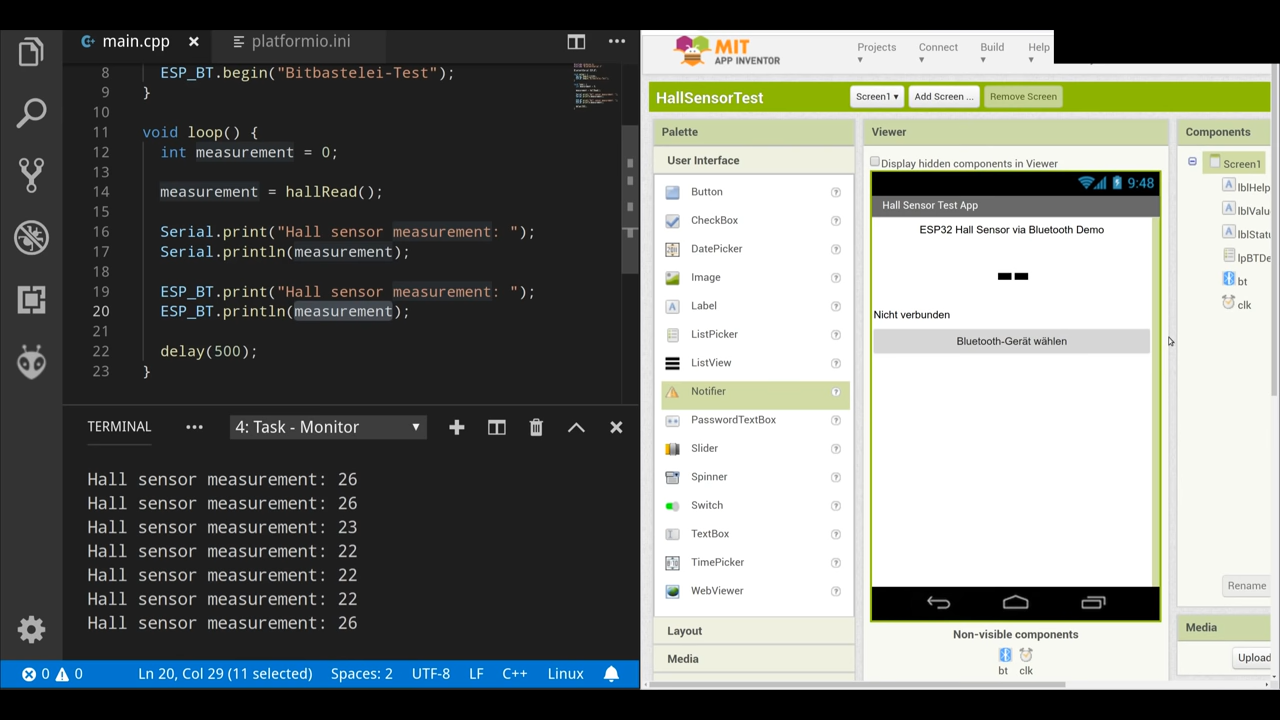 main.cpp
platformio.ini
8 ESP_BT.begin("Bitbastelei-Test");
9 }
10
11 void loop() {
12 int measurement = 0;
13
14 measurement = hallRead();
15
16 Serial.print("Hall sensor measurement: ");
17 Serial.println(measurement);
18
19 ESP_BT.print("Hall sensor measurement: ");
20 ESP_BT.println(measurement);
21
22 delay(500);
23 }
TERMINAL
4: Task - Monitor
Hall sensor measurement: 26
Hall sensor measurement: 26
Hall sensor measurement: 23
Hall sensor measurement: 22
Hall sensor measurement: 22
Hall sensor measurement: 22
Hall sensor measurement: 26
0 0 Ln 20, Col 29 (11 selected) Spaces: 2 UTF-8 LF C++ Linux
MIT
APP INVENTOR
Projects Connect Build Help
HallSensorTest
Screen1 Add Screen ... Remove Screen
Palette
User Interface
Button
CheckBox
DatePicker
Image
Label
ListPicker
ListView
Notifier
PasswordTextBox
Slider
Spinner
Switch
TextBox
TimePicker
WebViewer
Layout
Media
Viewer
Display hidden components in Viewer
9:48
Hall Sensor Test App
ESP32 Hall Sensor via Bluetooth Demo
--
Nicht verbunden
Bluetooth-Gerät wählen
Non-visible components
bt clk
Components
Screen1
lblHelp
lblValu
lblStatu
lpBTDe
bt
clk
Rename
Media
Upload